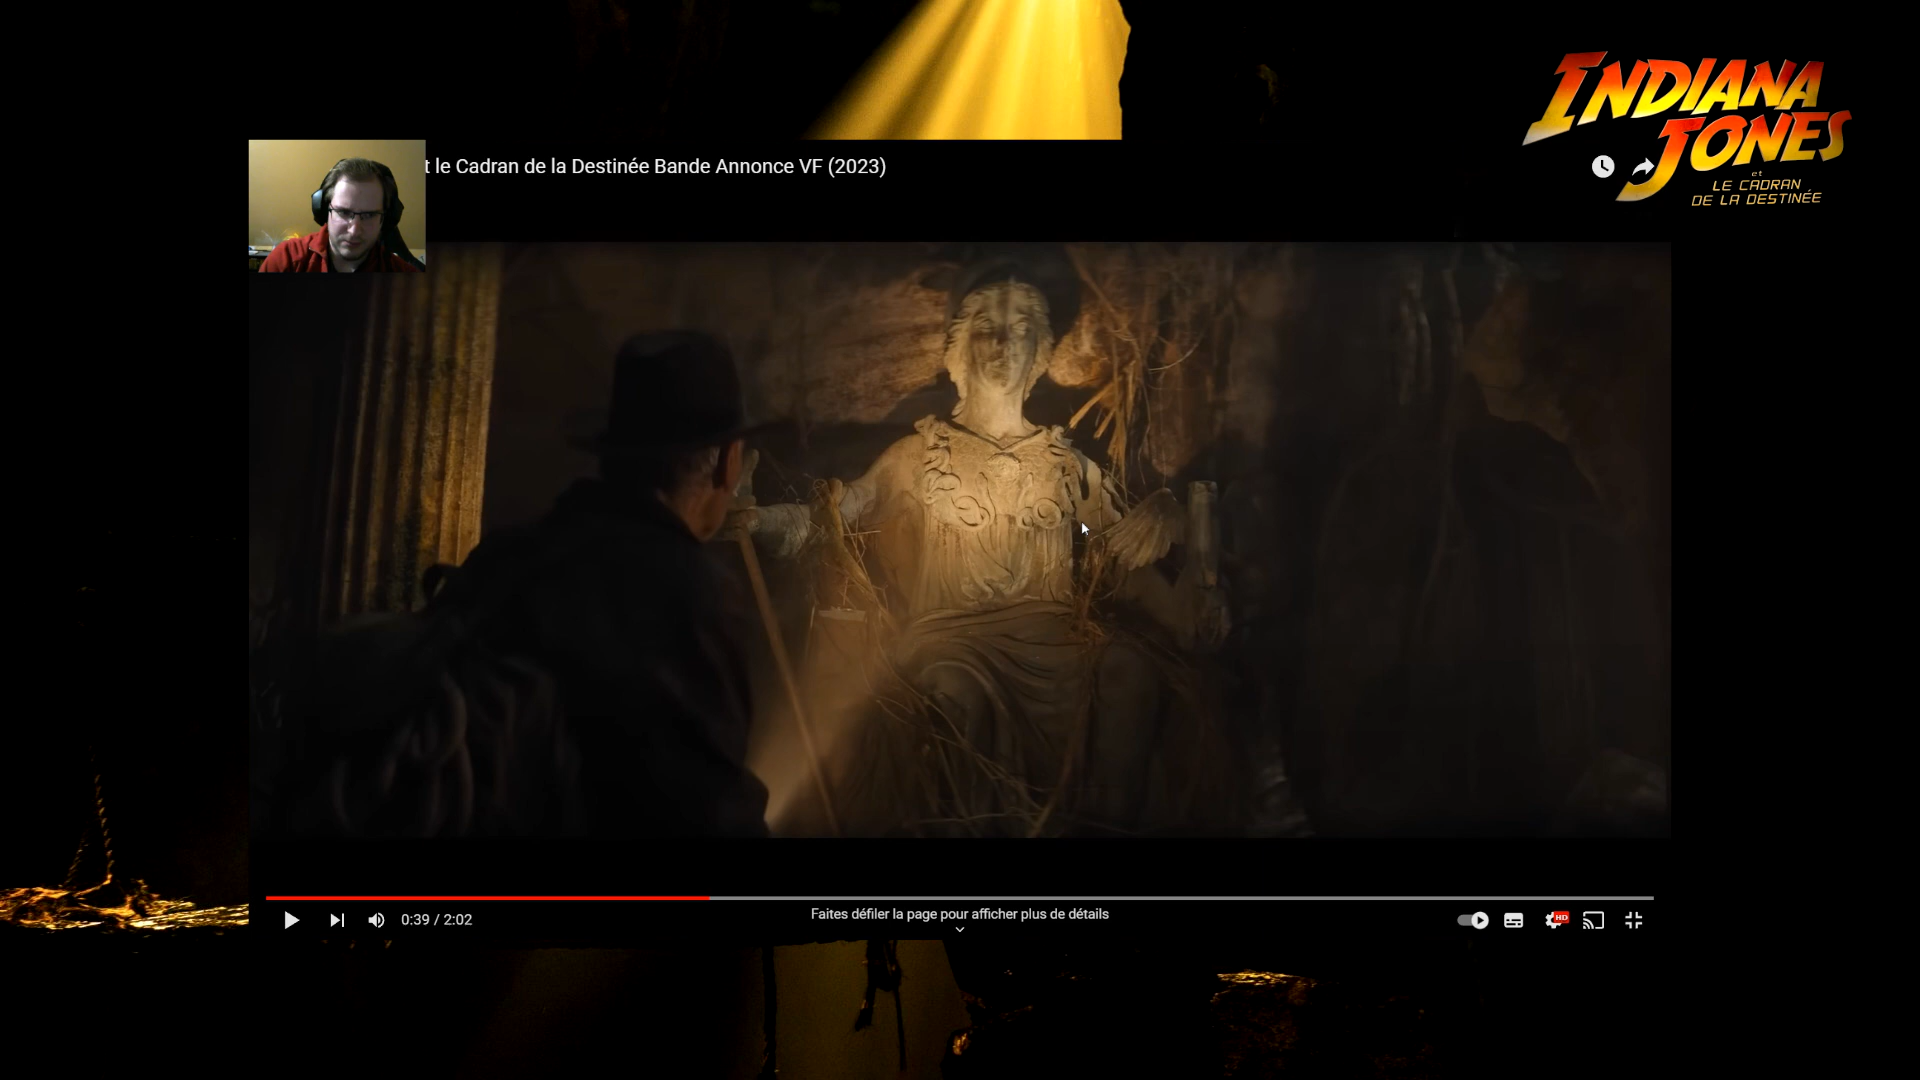 INDIANA
JONES
et
LE CADRAN
DE LA DESTINÉE
t le Cadran de la Destinée Bande Annonce VF (2023)
0:39 / 2:02
Faites défiler la page pour afficher plus de détails
HD